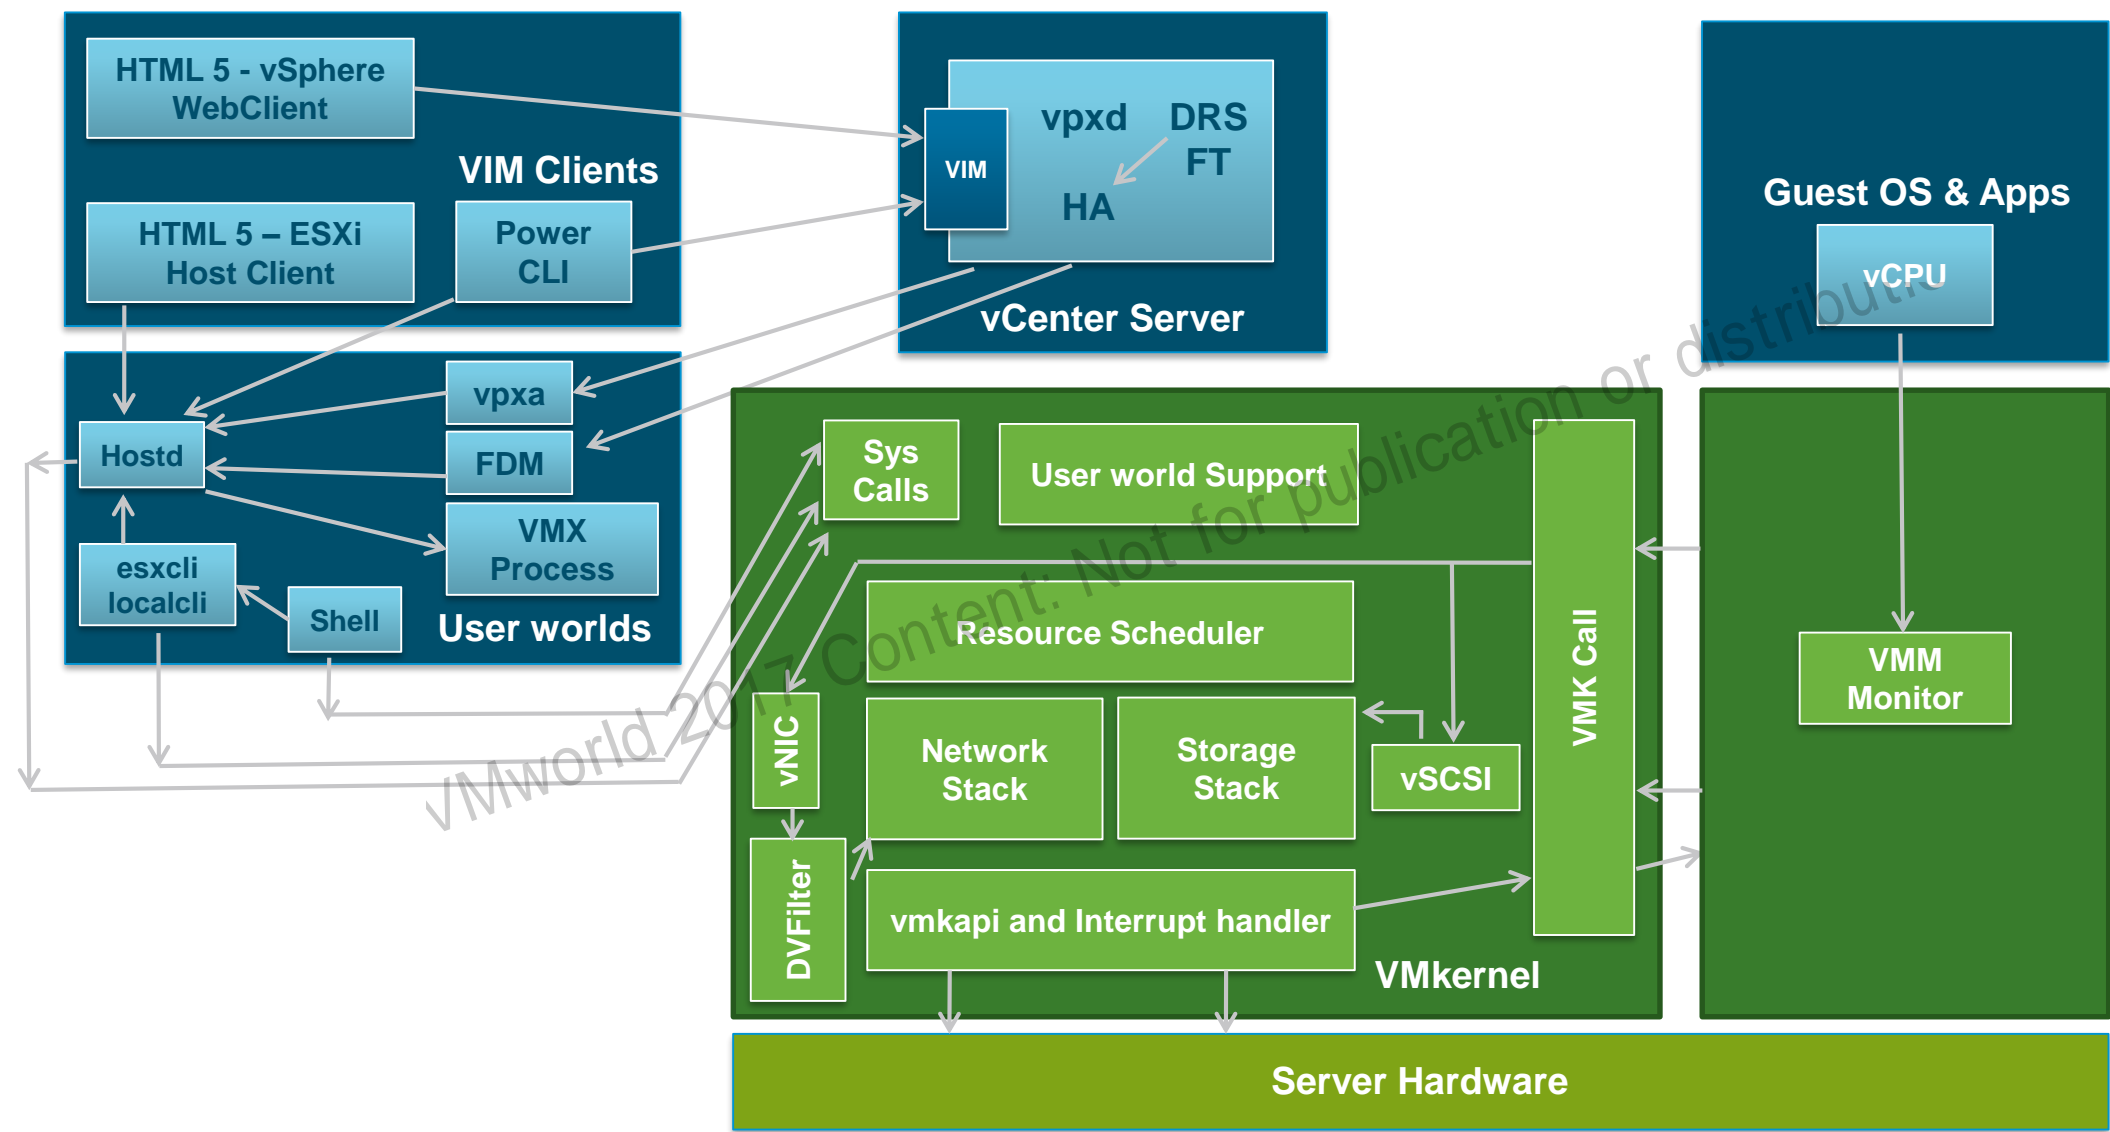 HTML 5 - vSphere
WebClient
VIM Clients
HTML 5 – ESXi
Host Client
Power
CLI
VIM
vpxd
DRS
FT
HA
vCenter Server
Guest OS & Apps
vCPU
Hostd
vpxa
FDM
VMX
Process
esxcli
localcli
Shell
User worlds
Sys
Calls
User world Support
Resource Scheduler
VMK Call
vNIC
Network
Stack
Storage
Stack
vSCSI
DVFilter
vmkapi and Interrupt handler
VMkernel
VMM
Monitor
Server Hardware
VMworld 2017 Content: Not for publication or distributi